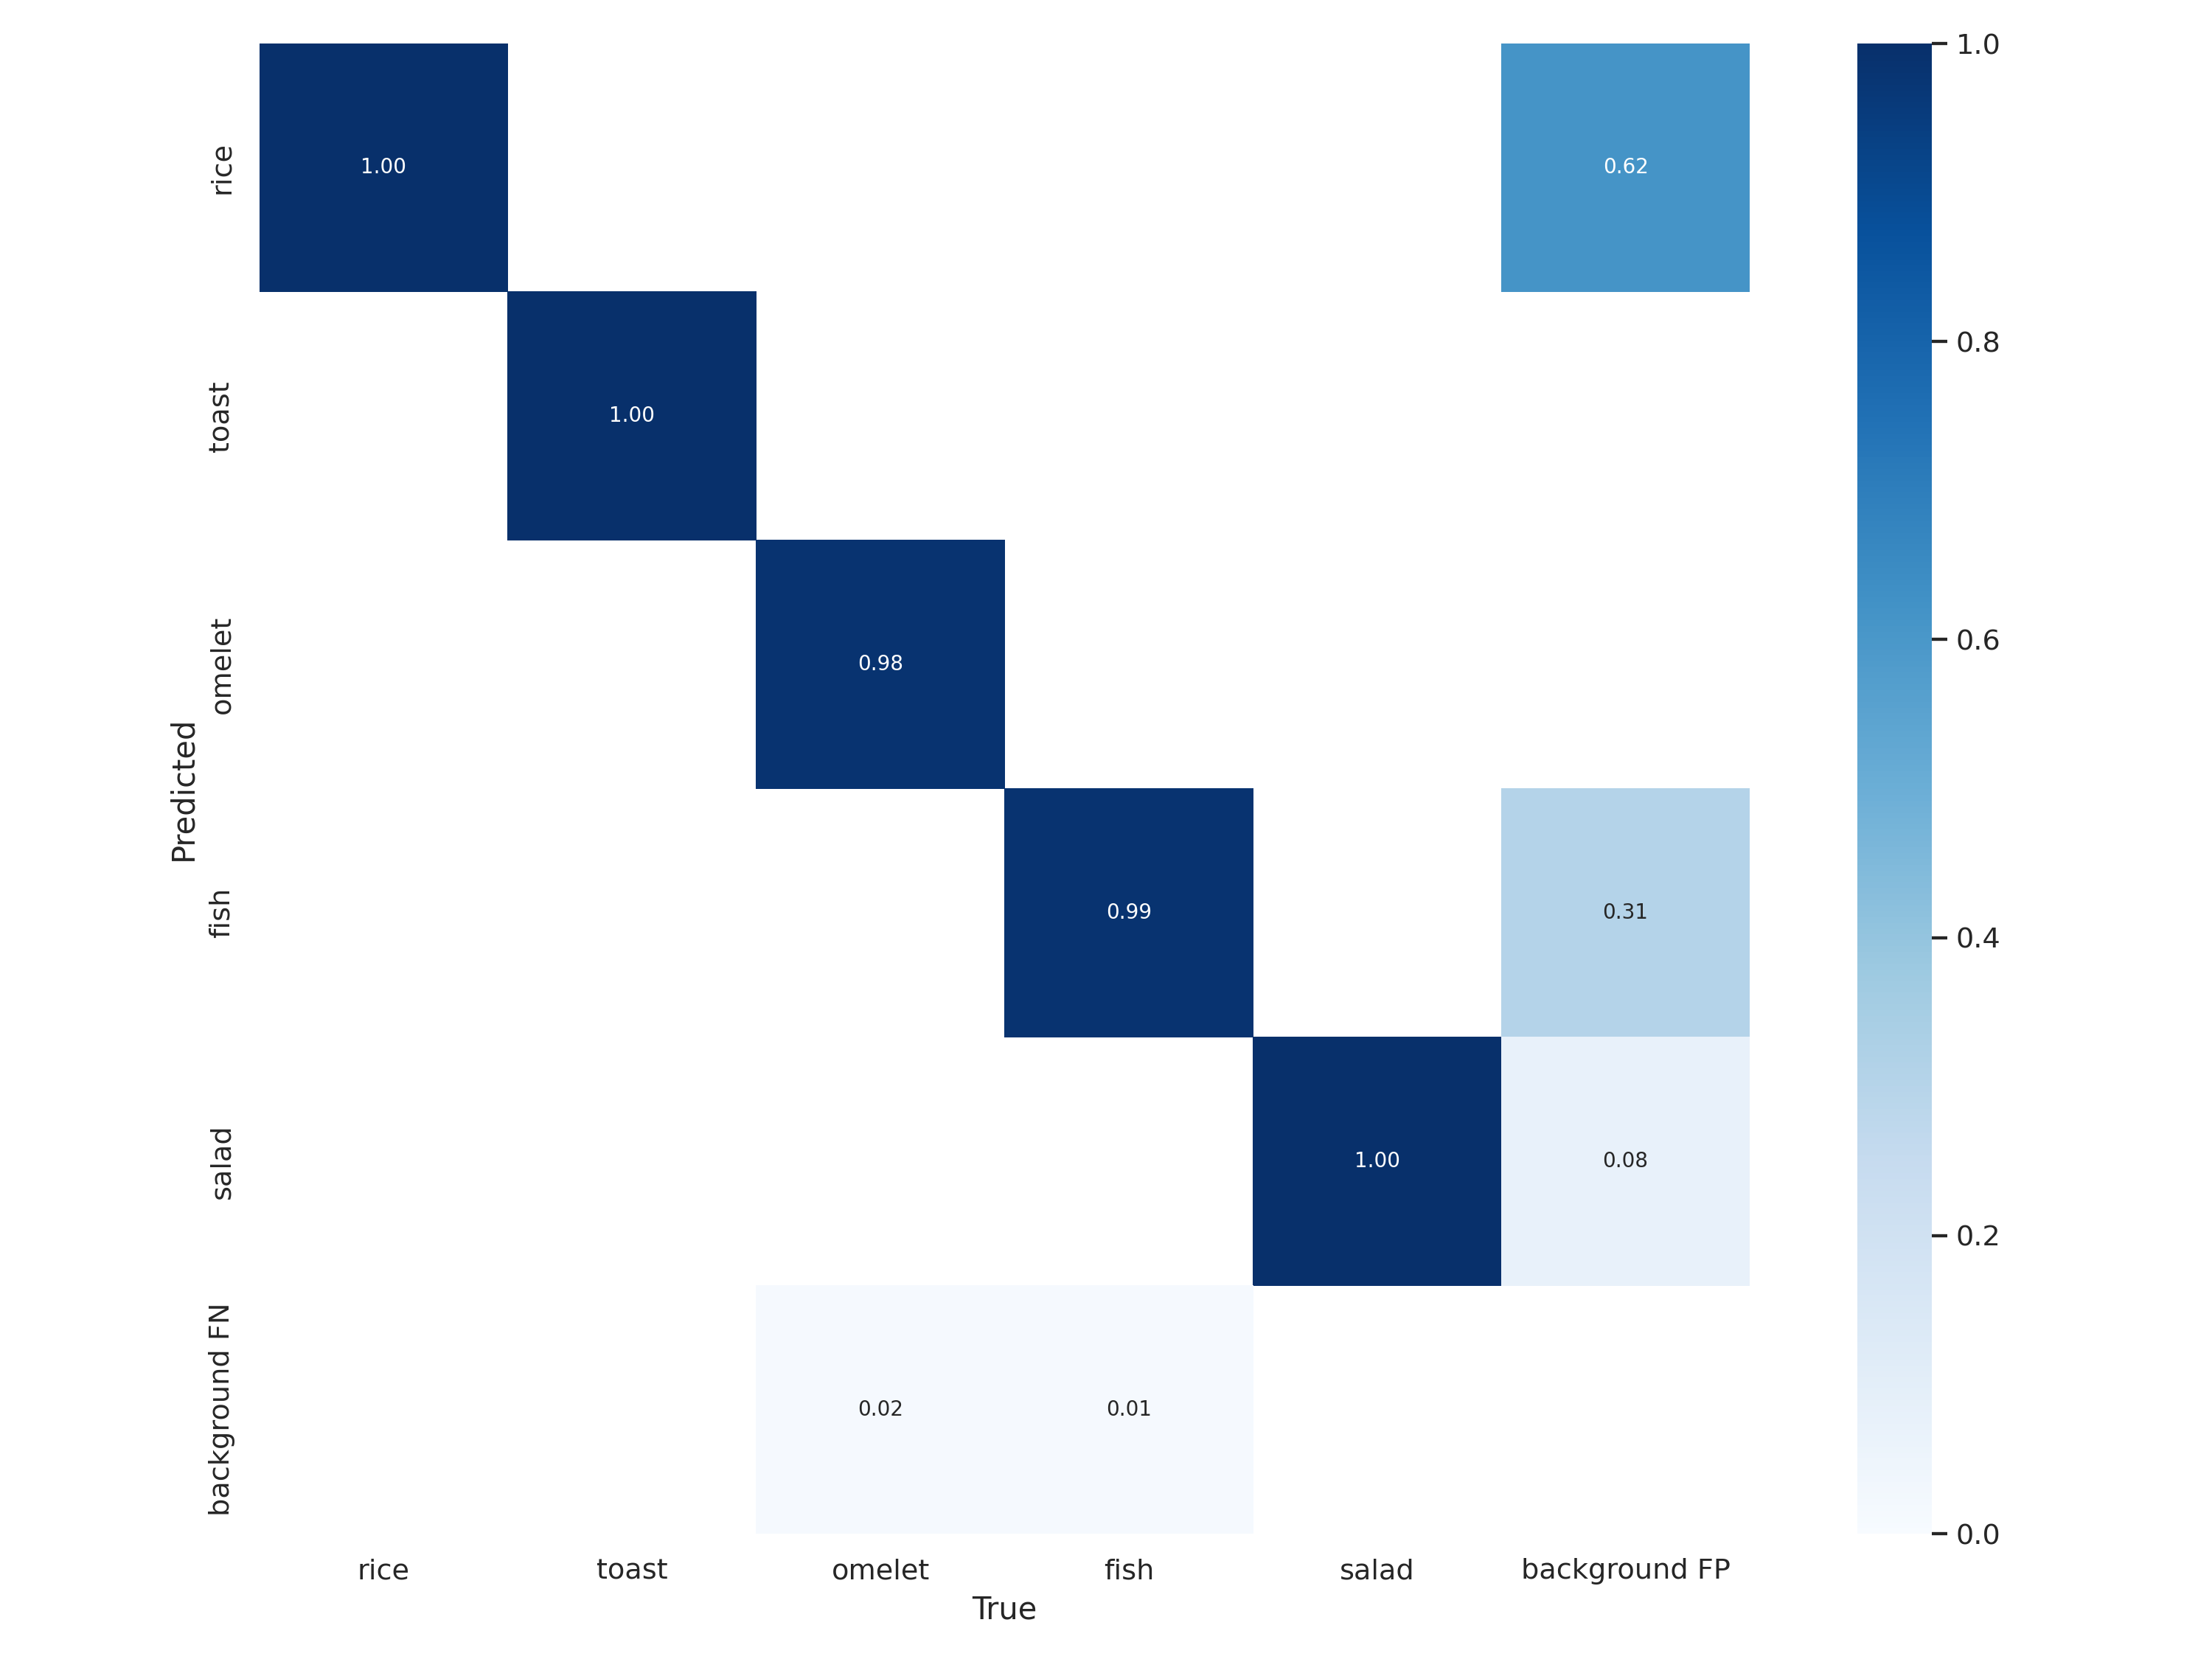 1.0
rice
1.00
0.62
0.8
toast
1.00
omelet
0.98
0.6
Predicted
fish
0.99
0.31
0.4
salad
1.00
0.08
0.2
background FN
0.02
0.01
0.0
rice toast omelet fish salad background FP
True